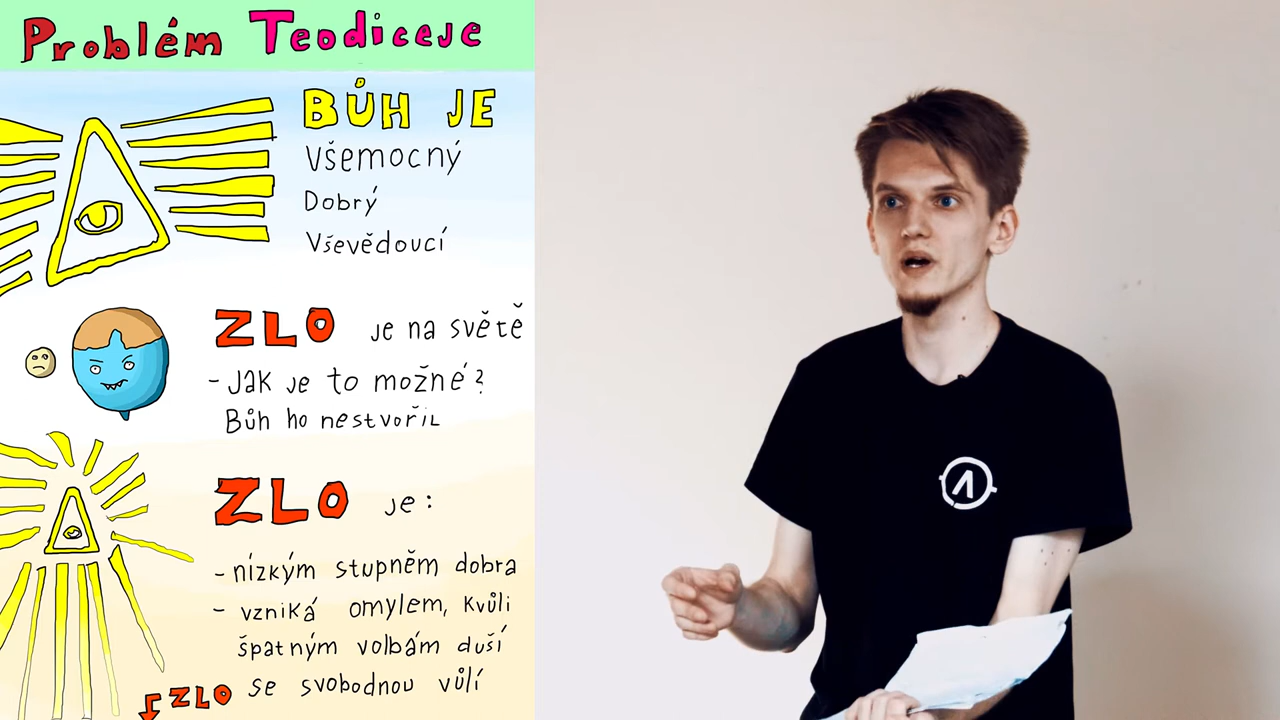 Problém Teodiceje
BŮH JE
Všemocný
Dobrý
Vševědoucí
ZLO je na světě
- Jak je to možné?
Bůh ho nestvořil
ZLO je:
- nízkým stupněm dobra
- vzniká omylem, kvůli
špatným volbám duší
se svobodnou vůlí
ZLO